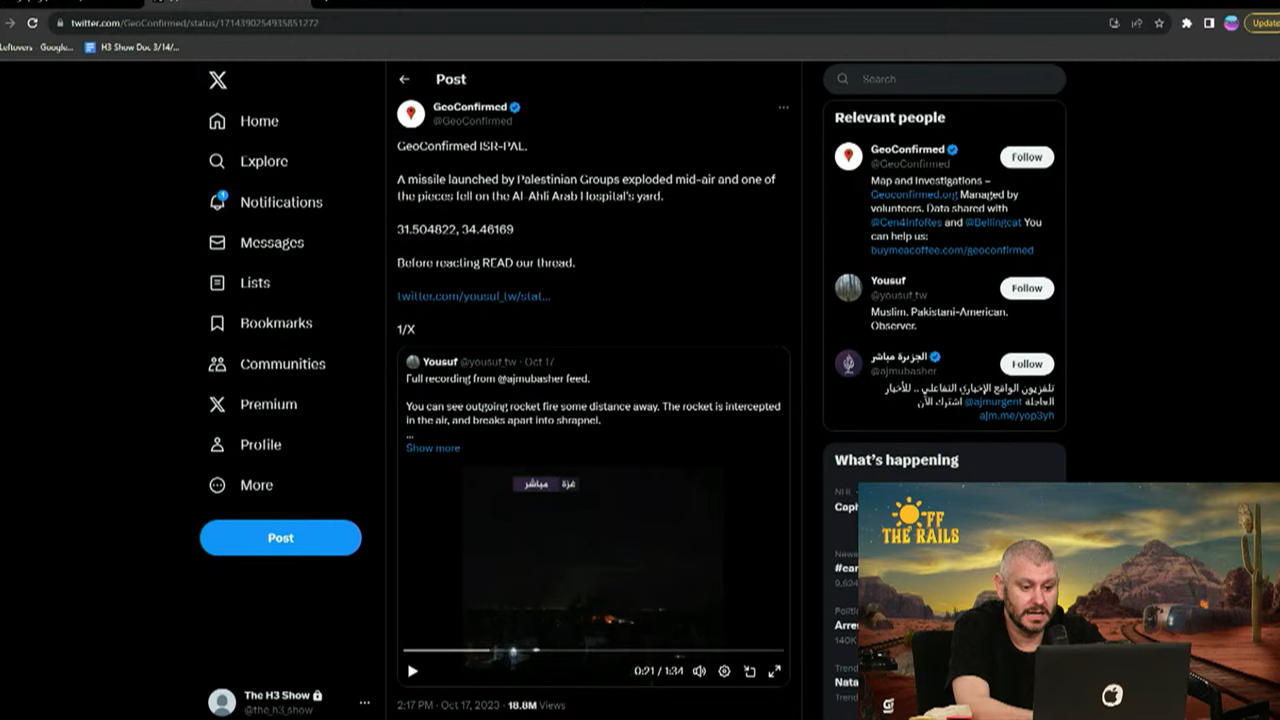 twitter.com/GeoConfirmed/status/1714390254935851272
Update
Leftovers - Google...
H3 Show Doc 3/14/...
Home
Explore
Notifications
Messages
Lists
Bookmarks
Communities
Premium
Profile
More
Post
The H3 Show
@the_h3_show
Post
GeoConfirmed
@GeoConfirmed
GeoConfirmed ISR-PAL.
A missile launched by Palestinian Groups exploded mid-air and one of
the pieces fell on the Al-Ahli Arab Hospital's yard.
31.504822, 34.46169
Before reacting READ our thread.
twitter.com/yousuf_tw/stat...
1/X
Yousuf @yousuf_tw · Oct 17
Full recording from @ajmubasher feed.
You can see outgoing rocket fire some distance away. The rocket is intercepted
in the air, and breaks apart into shrapnel.
...
Show more
غزة مباشر
0:21 / 1:34
2:17 PM · Oct 17, 2023 · 18.8M Views
Search
Relevant people
GeoConfirmed
@GeoConfirmed
Follow
Map and Investigations –
Geoconfirmed.org Managed by
volunteers. Data shared with
@Cen4InfoRes and @Bellingcat You
can help us:
buymeacoffee.com/geoconfirmed
Yousuf
@yousuf_tw
Follow
Muslim. Pakistani-American.
Observer.
الجزيرة مباشر
@ajmubasher
Follow
تلفزيون الواقع الإخباري التفاعلي .. للأخبار
العاجلة @ajmurgent اشترك الآن
ajm.me/yop3yh
What's happening
OFF
THE RAILS